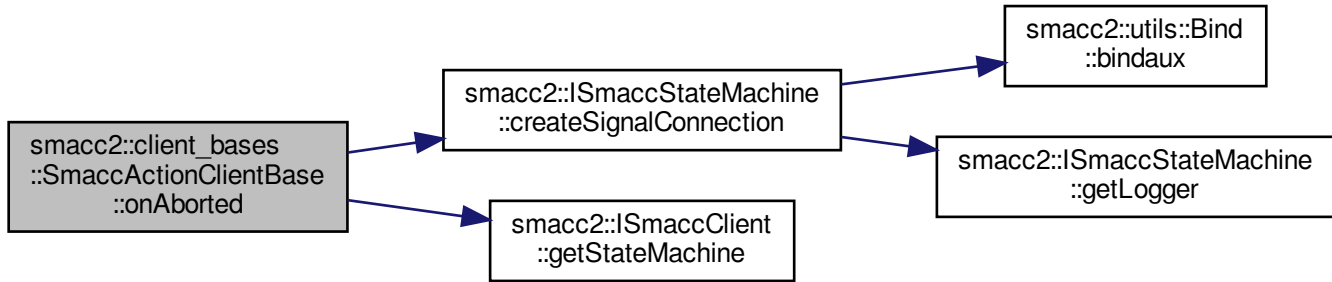 smacc2::client_bases
::SmaccActionClientBase
::onAborted
smacc2::ISmaccStateMachine
::createSignalConnection
smacc2::ISmaccClient
::getStateMachine
smacc2::utils::Bind
::bindaux
smacc2::ISmaccStateMachine
::getLogger